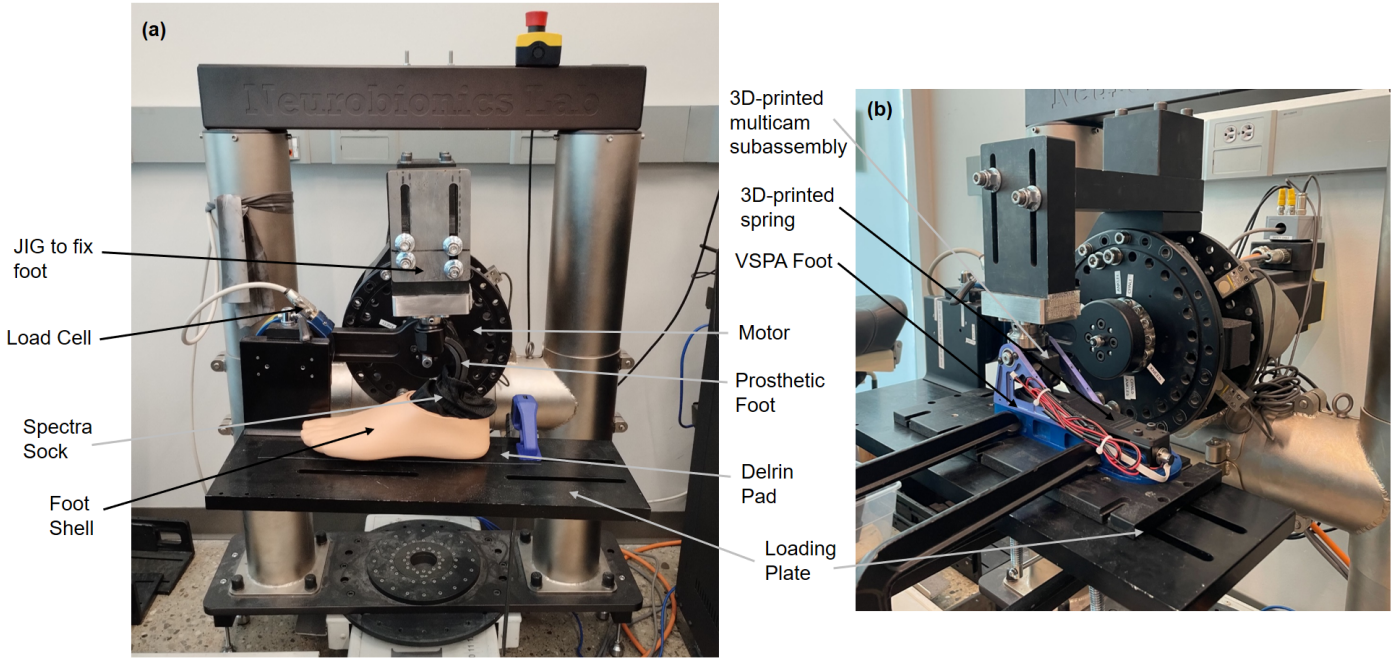 (a)
Neurobionics Lab
JIG to fix
foot
Load Cell
Spectra
Sock
Foot
Shell
Motor
Prosthetic
Foot
Delrin
Pad
Loading
Plate
3D-printed
multicam
subassembly
3D-printed
spring
VSPA Foot
(b)